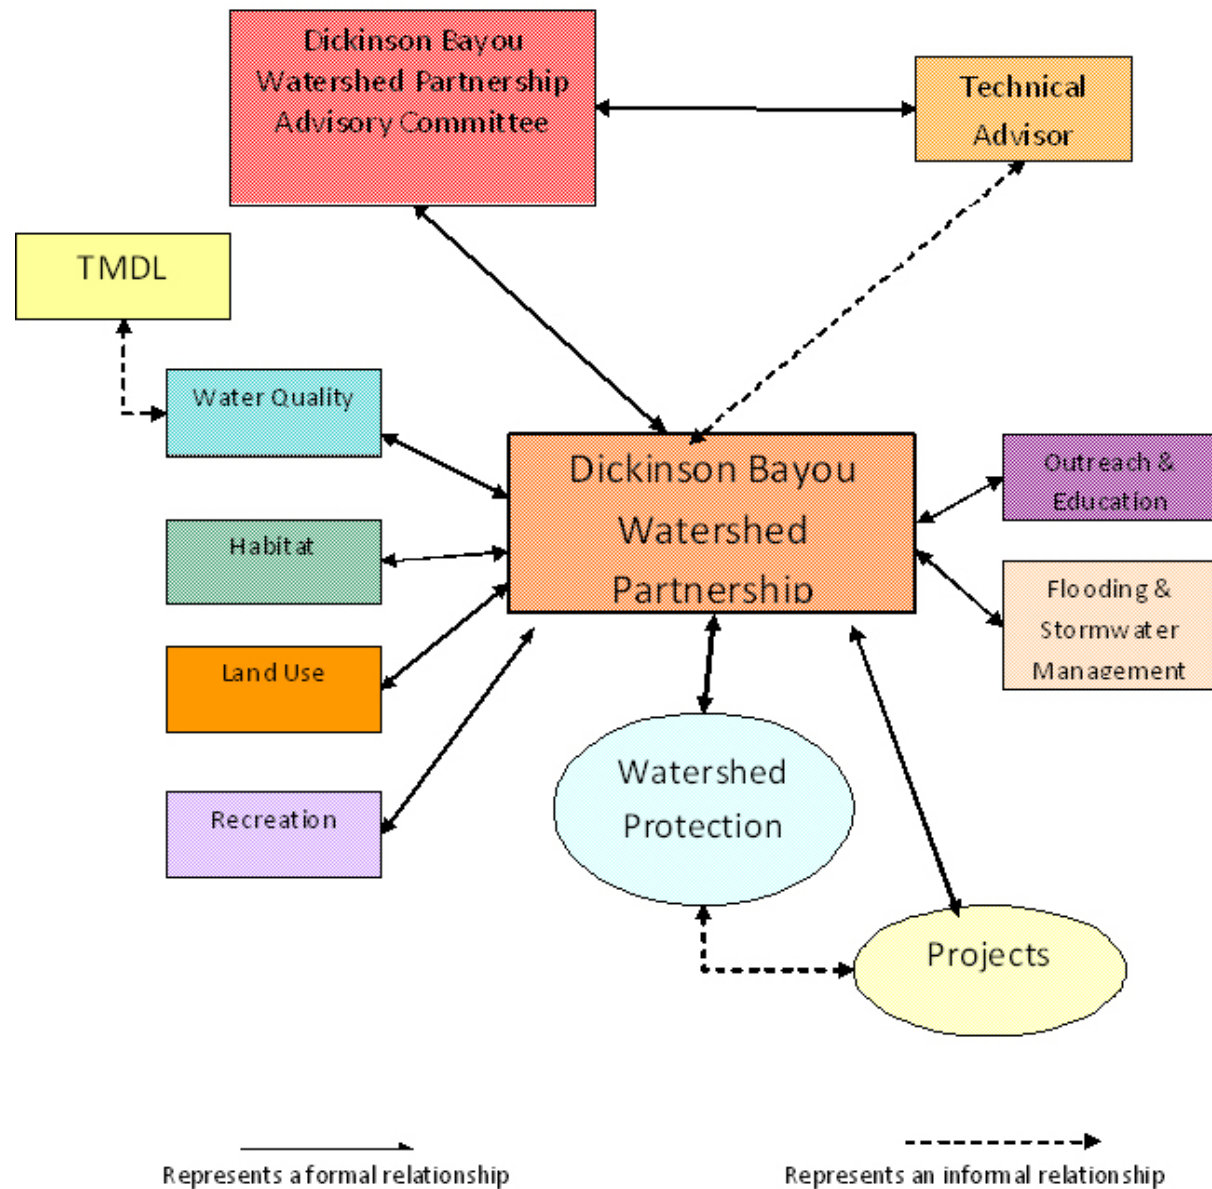 Dickinson Bayou
Watershed Partnership
Advisory Committee
Technical
Advisor
TMDL
Water Quality
Dickinson Bayou
Watershed
Partnership
Outreach &
Education
Habitat
Flooding &
Stormwater
Management
Land Use
Watershed
Protection
Recreation
Projects
Represents a formal relationship
Represents an informal relationship